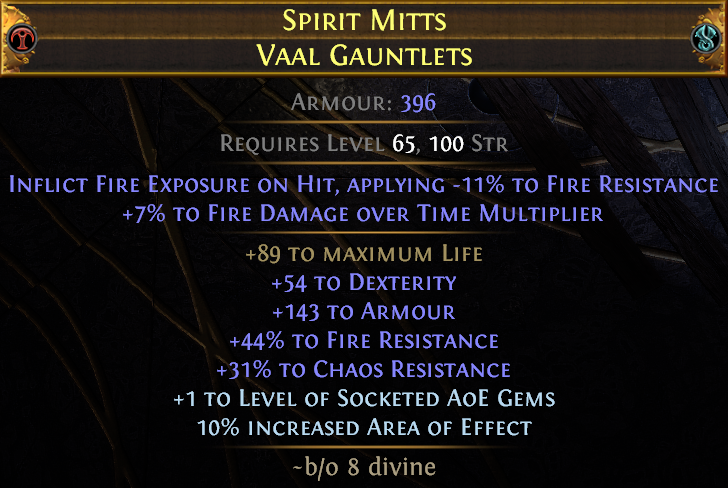 Spirit Mitts
Vaal Gauntlets
Armour: 396
Requires Level 65, 100 Str
Inflict Fire Exposure on Hit, applying -11% to Fire Resistance
+7% to Fire Damage over Time Multiplier
+89 to maximum Life
+54 to Dexterity
+143 to Armour
+44% to Fire Resistance
+31% to Chaos Resistance
+1 to Level of Socketed AoE Gems
10% increased Area of Effect
~b/o 8 divine